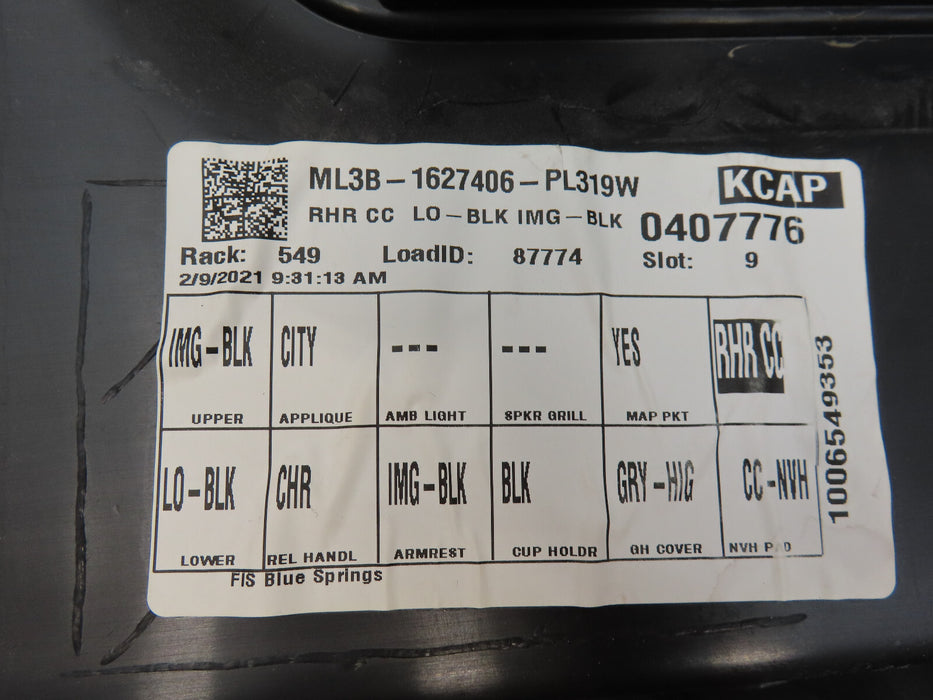 ML3B-1627406-PL319W KCAP
RHR CC LO-BLK IMG-BLK 0407776
Rack: 549 LoadID: 87774 Slot: 9
2/9/2021 9:31:13 AM
IMG-BLK CITY --- --- YES RHR CC
UPPER APPLIQUE AMB LIGHT SPKR GRILL MAP PKT
LO-BLK CHR IMG-BLK BLK GRY-HIG CC-NVH
LOWER REL HANDL ARMREST CUP HOLDR GH COVER NVH PAD
FIS Blue Springs
1006549353